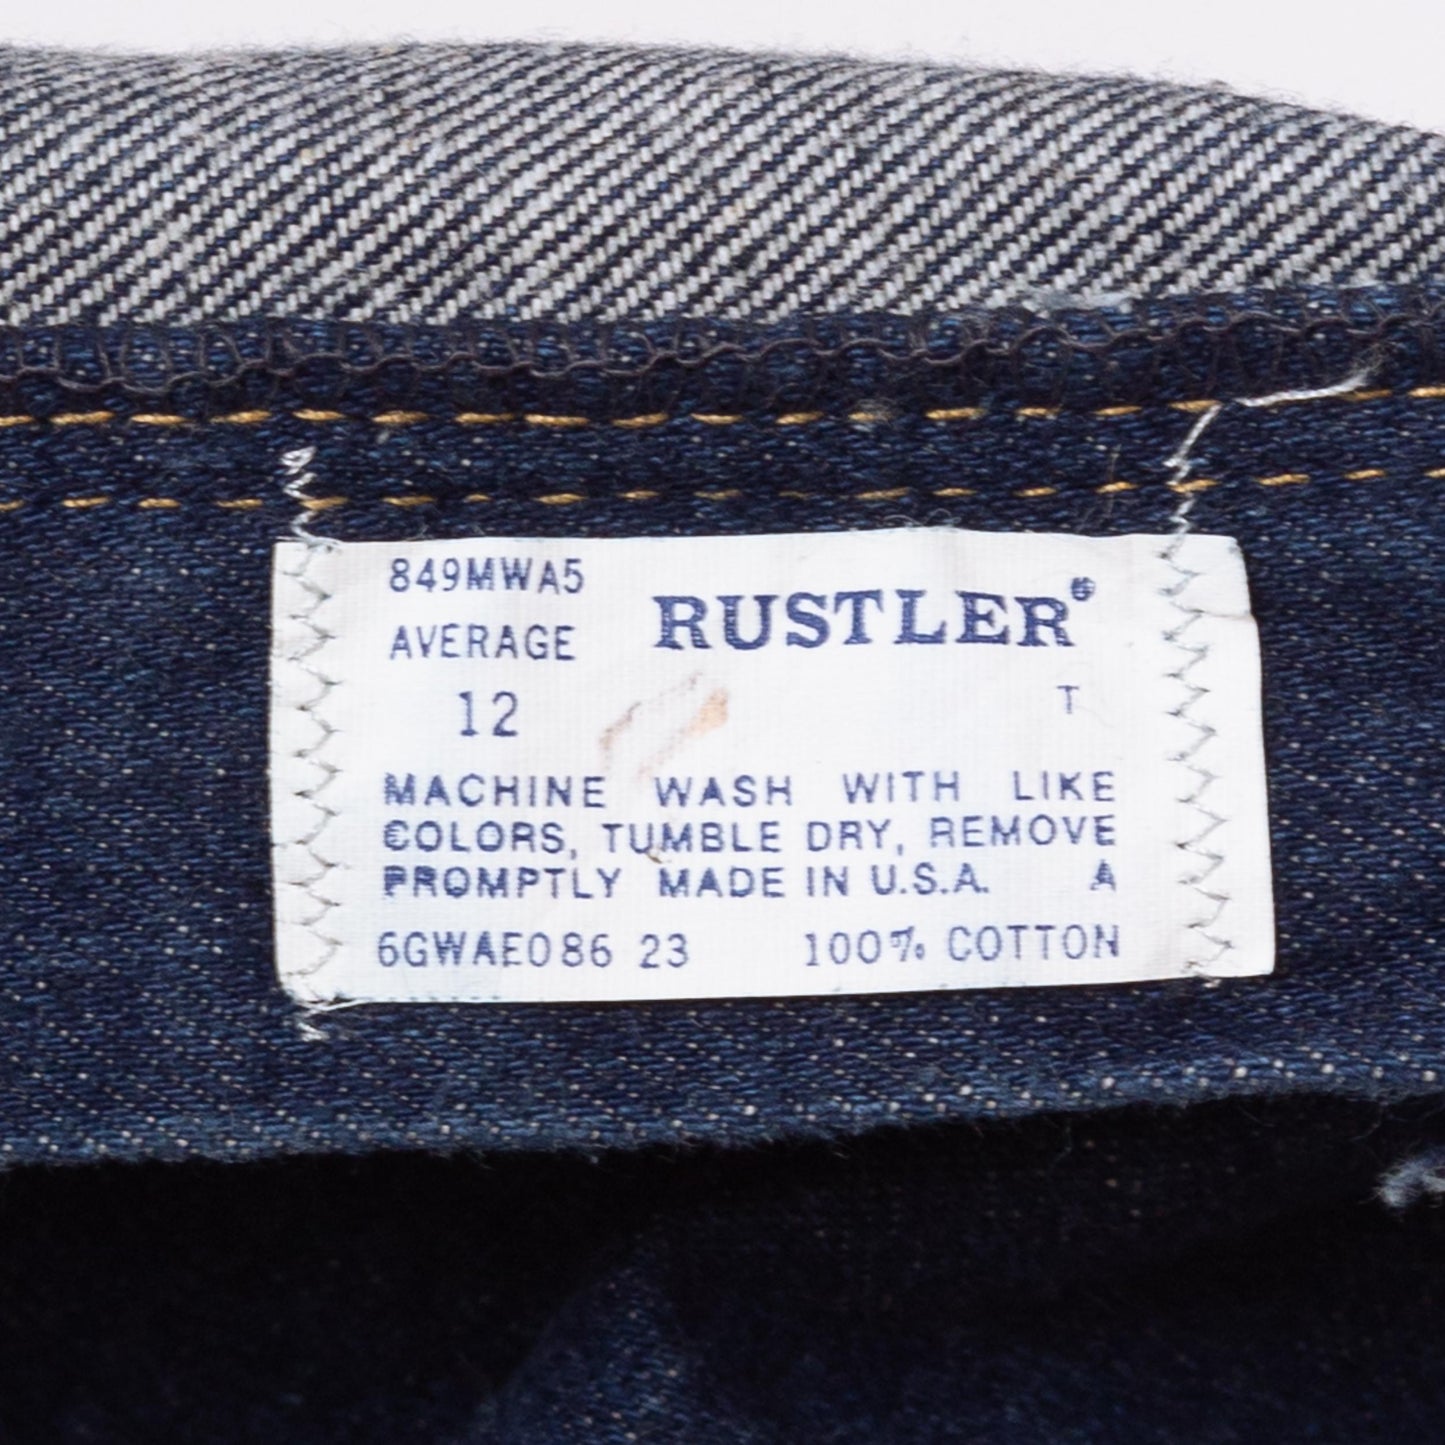 849MWA5
RUSTLER®
AVERAGE
12 T
MACHINE WASH WITH LIKE
COLORS, TUMBLE DRY, REMOVE
PROMPTLY MADE IN U.S.A. A
6GWAE086 23 100% COTTON